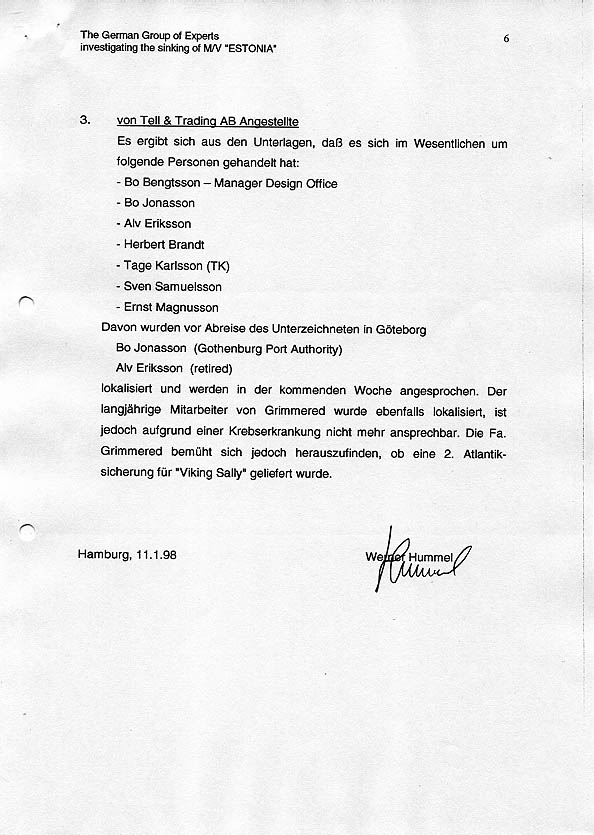 The German Group of Experts
investigating the sinking of M/V "ESTONIA"
6
3. von Tell & Trading AB Angestellte
Es ergibt sich aus den Unterlagen, daß es sich im Wesentlichen um
folgende Personen gehandelt hat:
- Bo Bengtsson – Manager Design Office
- Bo Jonasson
- Alv Eriksson
- Herbert Brandt
- Tage Karlsson (TK)
- Sven Samuelsson
- Ernst Magnusson
Davon wurden vor Abreise des Unterzeichneten in Göteborg
Bo Jonasson (Gothenburg Port Authority)
Alv Eriksson (retired)
lokalisiert und werden in der kommenden Woche angesprochen. Der
langjährige Mitarbeiter von Grimmered wurde ebenfalls lokalisiert, ist
jedoch aufgrund einer Krebserkrankung nicht mehr ansprechbar. Die Fa.
Grimmered bemüht sich jedoch herauszufinden, ob eine 2. Atlantik-
sicherung für "Viking Sally" geliefert wurde.
Hamburg, 11.1.98
Werner Hummel
Hummel